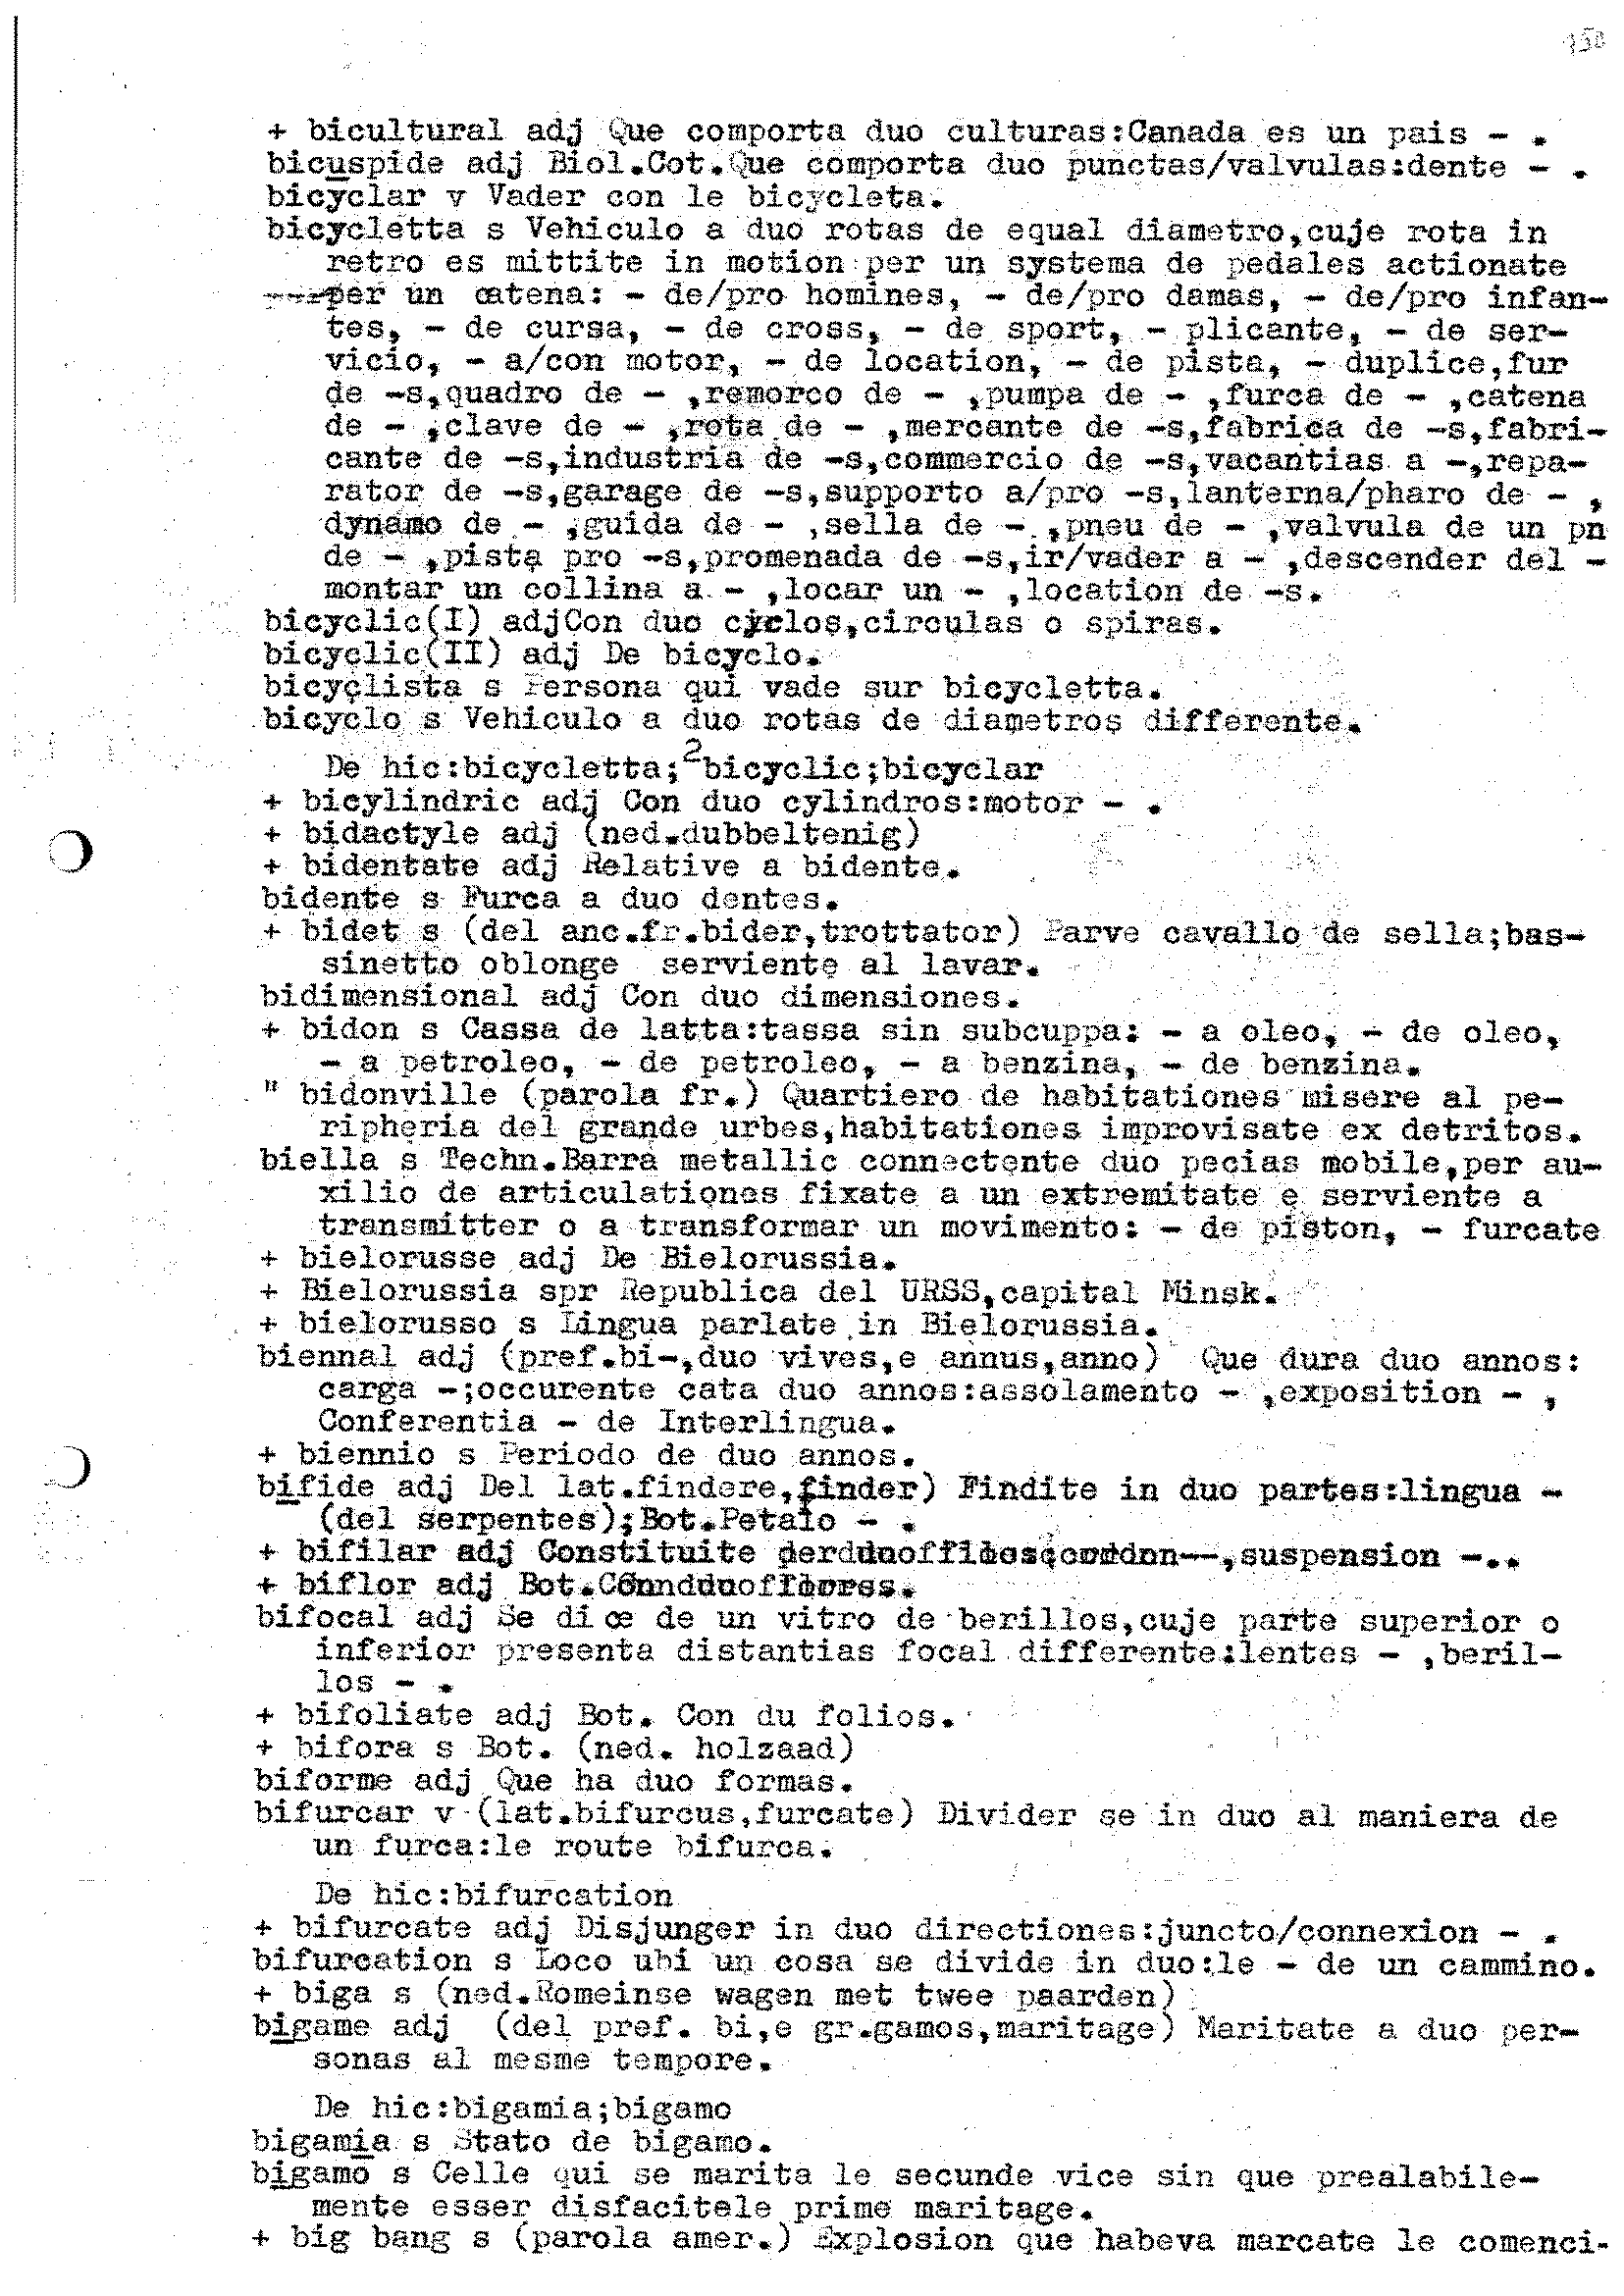 + bicultural adj Que comporta duo culturas:Canada es un pais - .
bicuspide adj Biol.Cot.Que comporta duo punctas/valvulas:dente - .
bicyclar v Vader con le bicycleta.
bicycletta s Vehiculo a duo rotas de equal diametro,cuje rota in
retro es mittite in motion per un systema de pedales actionate
per un catena: - de/pro homines, - de/pro damas, - de/pro infan-
tes, - de cursa, - de cross, - de sport, - plicante, - de ser-
vicio, - a/con motor, - de location, - de pista, - duplice,fur
de -s,quadro de - ,remorco de - ,pumpa de - ,furca de - ,catena
de - ,clave de - ,rota de - ,mercante de -s,fabrica de -s,fabri-
cante de -s,industria de -s,commercio de -s,vacantias a -,repa-
rator de -s,garage de -s,supporto a/pro -s,lanterna/pharo de - ,
dynamo de - ,guida de - ,sella de - ,pneu de - ,valvula de un pn
de - ,pista pro -s,promenada de -s,ir/vader a - ,descender del -
montar un collina a - ,locar un - ,location de -s.
bicyclic(I) adjCon duo cyclos,circulas o spiras.
bicyclic(II) adj De bicyclo.
bicyclista s Persona qui vade sur bicycletta.
bicyclo s Vehiculo a duo rotas de diametros differente.
De hic:bicycletta;2bicyclic;bicyclar
+ bicylindric adj Con duo cylindros:motor - .
+ bidactyle adj (ned.dubbeltenig)
+ bidentate adj Relative a bidente.
bidente s Furca a duo dentes.
+ bidet s (del anc.fr.bider,trottator) Parve cavallo de sella;bas-
sinetto oblonge serviente al lavar.
bidimensional adj Con duo dimensiones.
+ bidon s Cassa de latta:tassa sin subcuppa: - a oleo, - de oleo,
- a petroleo, - de petroleo, - a benzina, - de benzina.
" bidonville (parola fr.) Quartiero de habitationes misere al pe-
ripheria del grande urbes,habitationes improvisate ex detritos.
biella s Techn.Barra metallic connectente duo pecias mobile,per au-
xilio de articulationes fixate a un extremitate e serviente a
transmitter o a transformar un movimento: - de piston, - furcate
+ bielorusse adj De Bielorussia.
+ Bielorussia spr Republica del URSS,capital Minsk.
+ bielorusso s Lingua parlate in Bielorussia.
biennal adj (pref.bi-,duo vives,e annus,anno) Que dura duo annos:
carga -;occurente cata duo annos:assolamento - ,exposition - ,
Conferentia - de Interlingua.
+ biennio s Periodo de duo annos.
bifide adj Del lat.findere,finder) Findite in duo partes:lingua -
(del serpentes);Bot.Petalo - .
+ bifilar adj Constituite ,suspension -..
+ biflor adj Bot.
bifocal adj Se dice de un vitro de berillos,cuje parte superior o
inferior presenta distantias focal differente:lentes - ,beril-
los - .
+ bifoliate adj Bot. Con du folios.
+ bifora s Bot. (ned. holzaad)
biforme adj Que ha duo formas.
bifurcar v (lat.bifurcus,furcate) Divider se in duo al maniera de
un furca:le route bifurca.
De hic:bifurcation
+ bifurcate adj Disjunger in duo directiones:juncto/connexion - .
bifurcation s Loco ubi un cosa se divide in duo:le - de un cammino.
+ biga s (ned.Romeinse wagen met twee paarden)
bigame adj (del pref. bi,e gr.gamos,maritage) Maritate a duo per-
sonas al mesme tempore.
De hic:bigamia;bigamo
bigamia s Stato de bigamo.
bigamo s Celle qui se marita le secunde vice sin que prealabile-
mente esser disfacitele prime maritage.
+ big bang s (parola amer.) Explosion que habeva marcate le comenci-